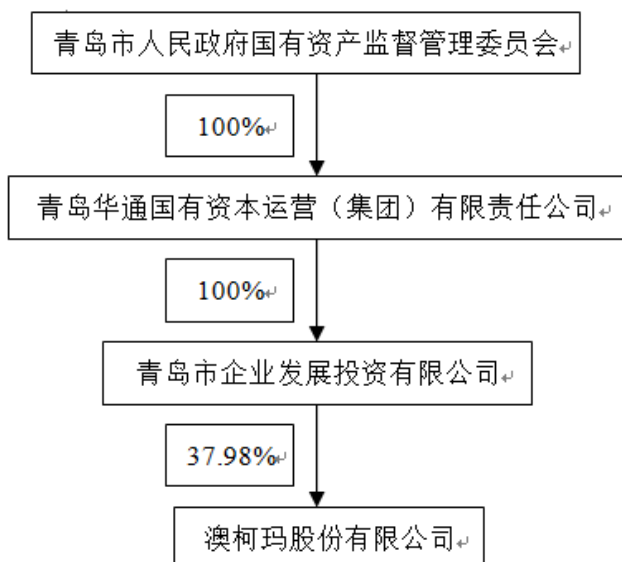 青岛市人民政府国有资产监督管理委员会
100%
青岛华通国有资本运营（集团）有限责任公司
100%
青岛市企业发展投资有限公司
37.98%
澳柯玛股份有限公司